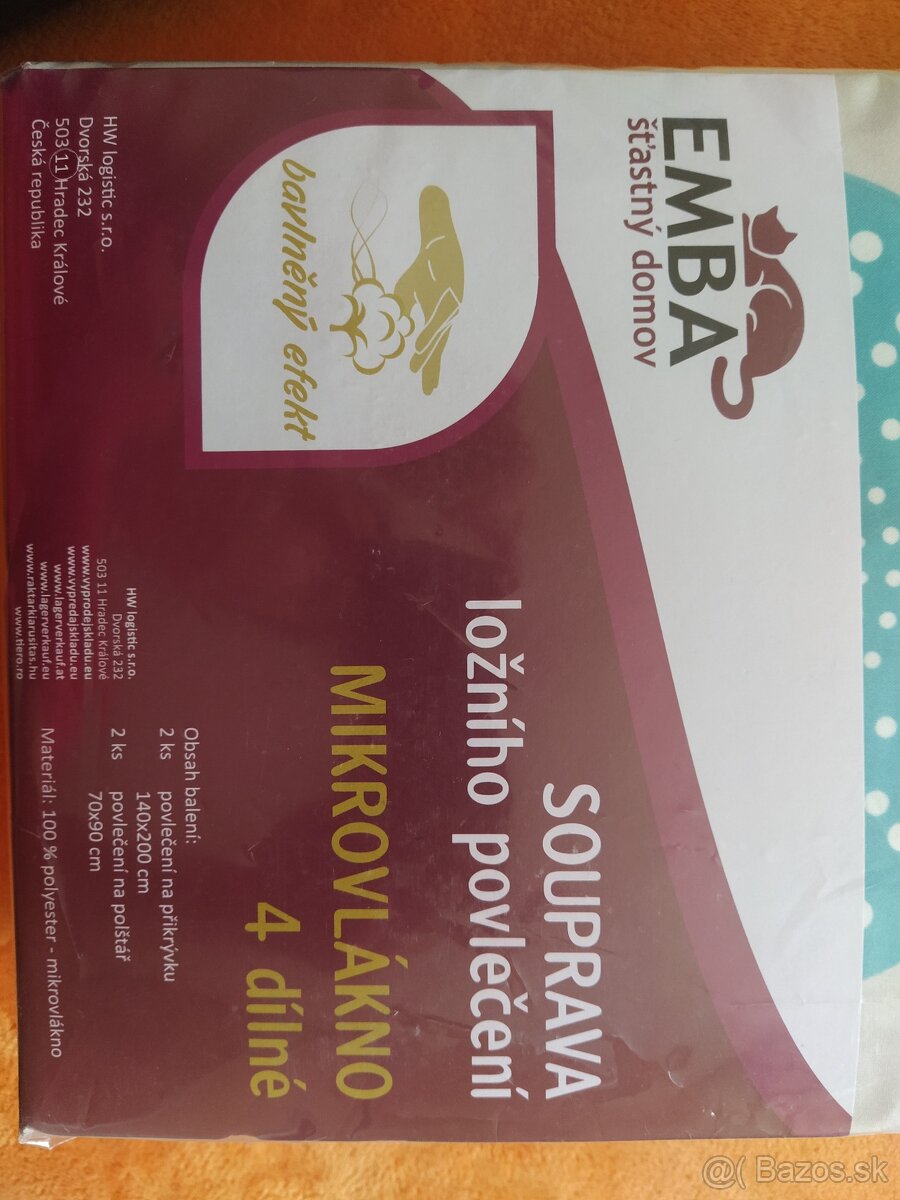 EMBA
šťastný domov
bavlněný efekt
SOUPRAVA
ložního povlečení
MIKROVLÁKNO
4 dílné
HW logistic s.r.o.
Dvorská 232
503 11 Hradec Králové
Česká republika
HW logistic s.r.o.
Dvorská 232
503 11 Hradec Králové
www.vyprodejskladu.eu
www.vypredajskladu.eu
www.lagerverkauf.at
www.lagerverkauf.eu
www.raktarkiarusitas.hu
www.tiero.ro
Obsah balení:
2 ks povlečení na přikrývku
140x200 cm
2 ks povlečení na polštář
70x90 cm
Materiál: 100 % polyester - mikrovlákno
@( Bazos.sk